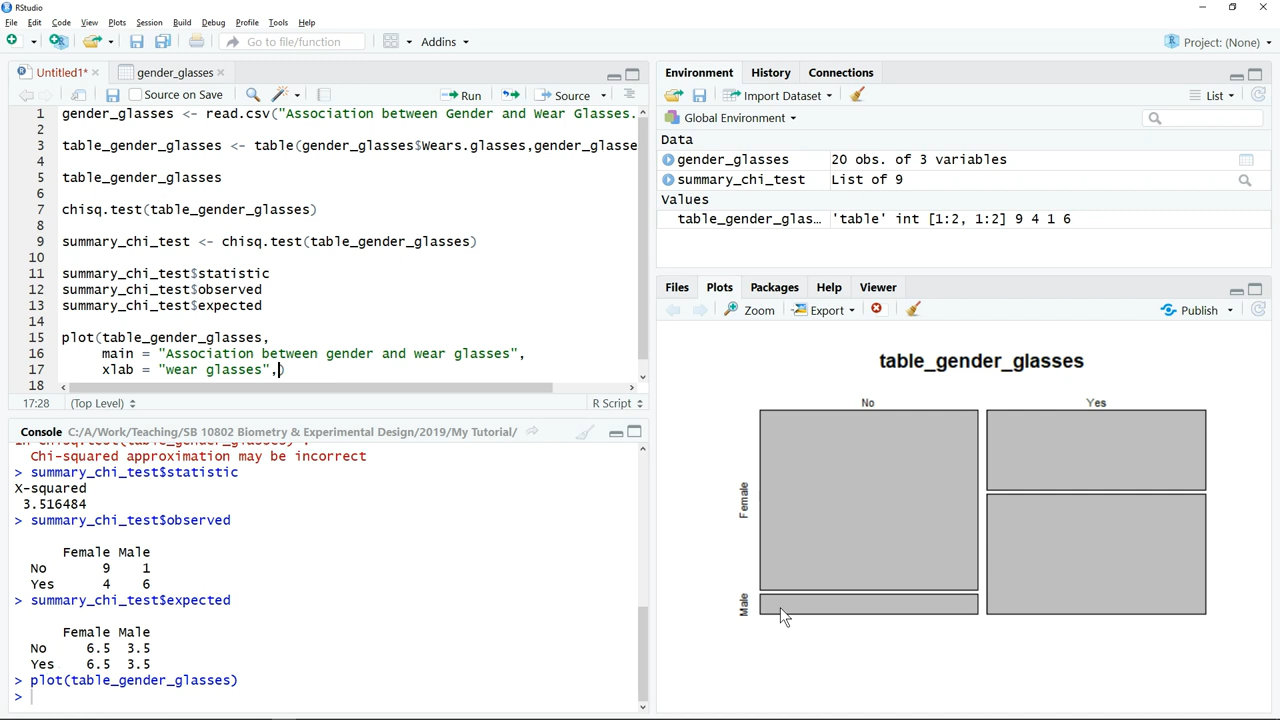 RStudio
File Edit Code View Plots Session Build Debug Profile Tools Help
Go to file/function Addins Project: (None)
Untitled1* gender_glasses
Source on Save Run Source
1 gender_glasses <- read.csv("Association between Gender and Wear Glasses.
2
3 table_gender_glasses <- table(gender_glasses$Wears.glasses,gender_glasse
4
5 table_gender_glasses
6
7 chisq.test(table_gender_glasses)
8
9 summary_chi_test <- chisq.test(table_gender_glasses)
10
11 summary_chi_test$statistic
12 summary_chi_test$observed
13 summary_chi_test$expected
14
15 plot(table_gender_glasses,
16 main = "Association between gender and wear glasses",
17 xlab = "wear glasses",)
18
17:28 (Top Level) R Script
Console C:/A/Work/Teaching/SB 10802 Biometry & Experimental Design/2019/My Tutorial/
Chi-squared approximation may be incorrect
> summary_chi_test$statistic
X-squared
3.516484
> summary_chi_test$observed
Female Male
No 9 1
Yes 4 6
> summary_chi_test$expected
Female Male
No 6.5 3.5
Yes 6.5 3.5
> plot(table_gender_glasses)
>
Environment History Connections
Import Dataset List
Global Environment
Data
gender_glasses 20 obs. of 3 variables
summary_chi_test List of 9
Values
table_gender_glas… 'table' int [1:2, 1:2] 9 4 1 6
Files Plots Packages Help Viewer
Zoom Export Publish
table_gender_glasses
No Yes
Female
Male